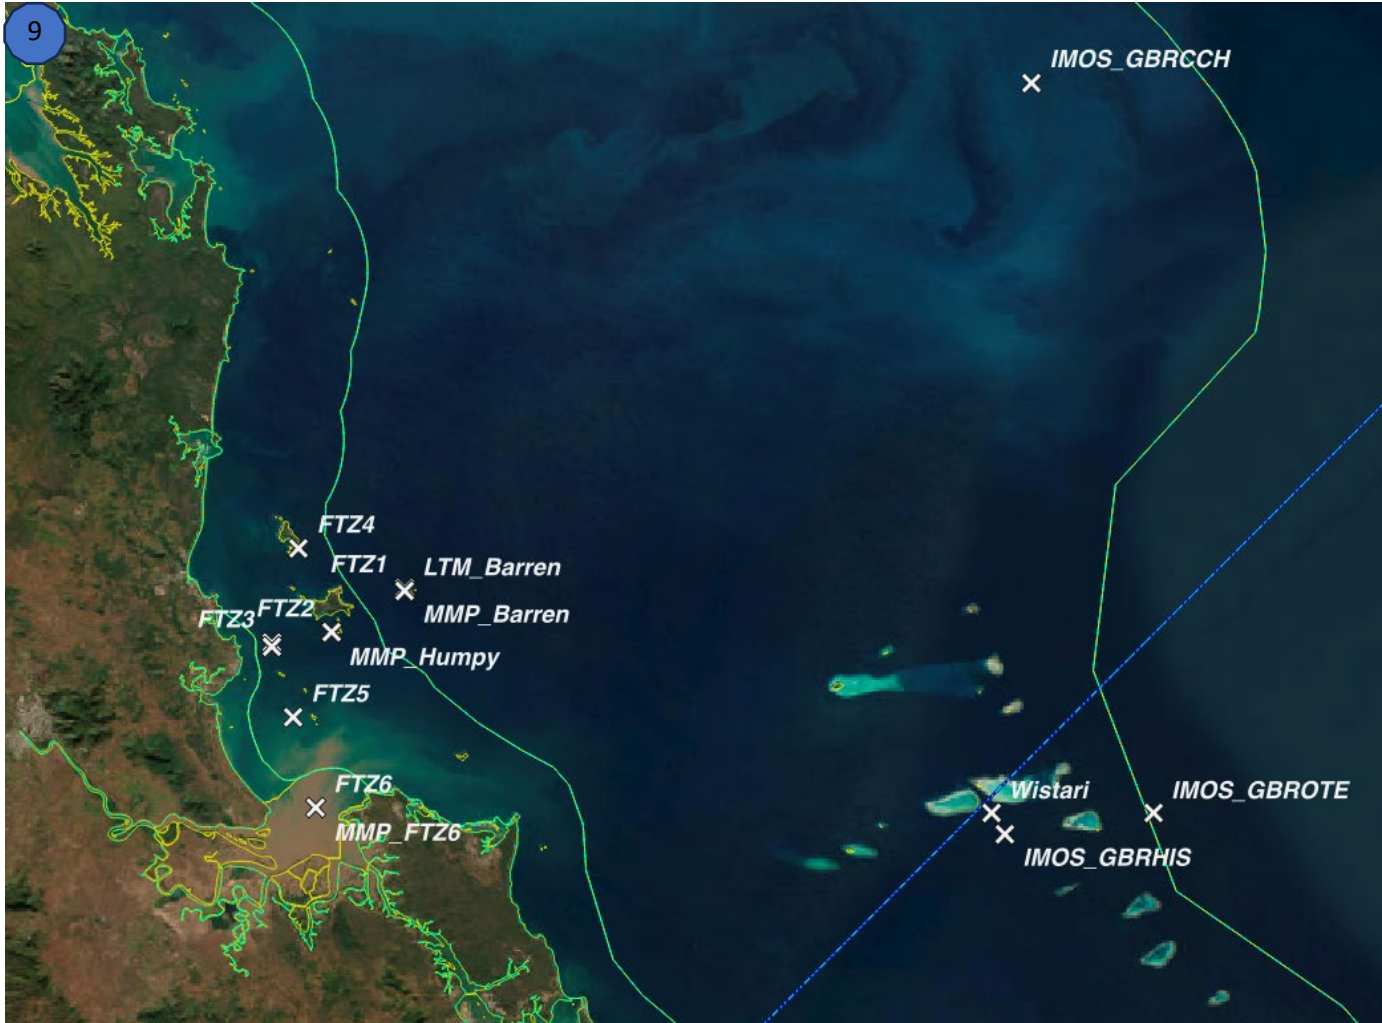 9
IMOS_GBRCCH
FTZ4
FTZ1
LTM_Barren
FTZ2
MMP_Barren
FTZ3
MMP_Humpy
FTZ5
FTZ6
Wistari
IMOS_GBROTE
MMP_FTZ6
IMOS_GBRHIS